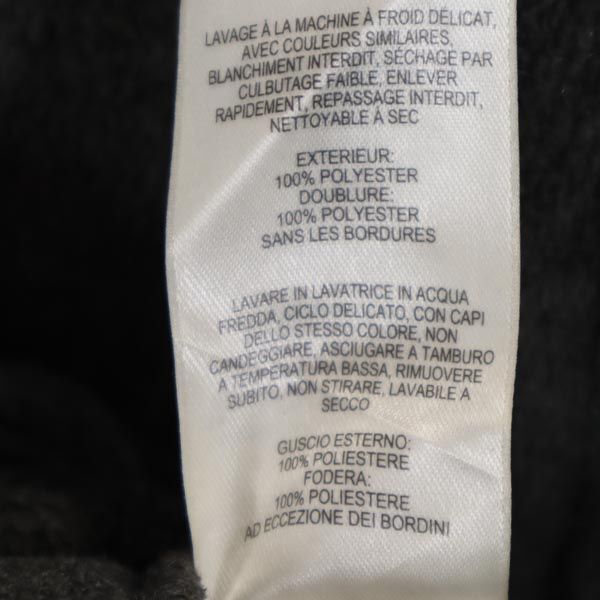 LAVAGE À LA MACHINE À FROID DÉLICAT,
AVEC COULEURS SIMILAIRES,
BLANCHIMENT INTERDIT, SÉCHAGE PAR
CULBUTAGE FAIBLE, ENLEVER
RAPIDEMENT, REPASSAGE INTERDIT,
NETTOYABLE À SEC
EXTERIEUR:
100% POLYESTER
DOUBLURE:
100% POLYESTER
SANS LES BORDURES
LAVARE IN LAVATRICE IN ACQUA
FREDDA, CICLO DELICATO, CON CAPI
DELLO STESSO COLORE, NON
CANDEGGIARE, ASCIUGARE A TAMBURO
A TEMPERATURA BASSA, RIMUOVERE
SUBITO, NON STIRARE, LAVABILE A
SECCO
GUSCIO ESTERNO:
100% POLIESTERE
FODERA:
100% POLIESTERE
AD ECCEZIONE DEI BORDINI